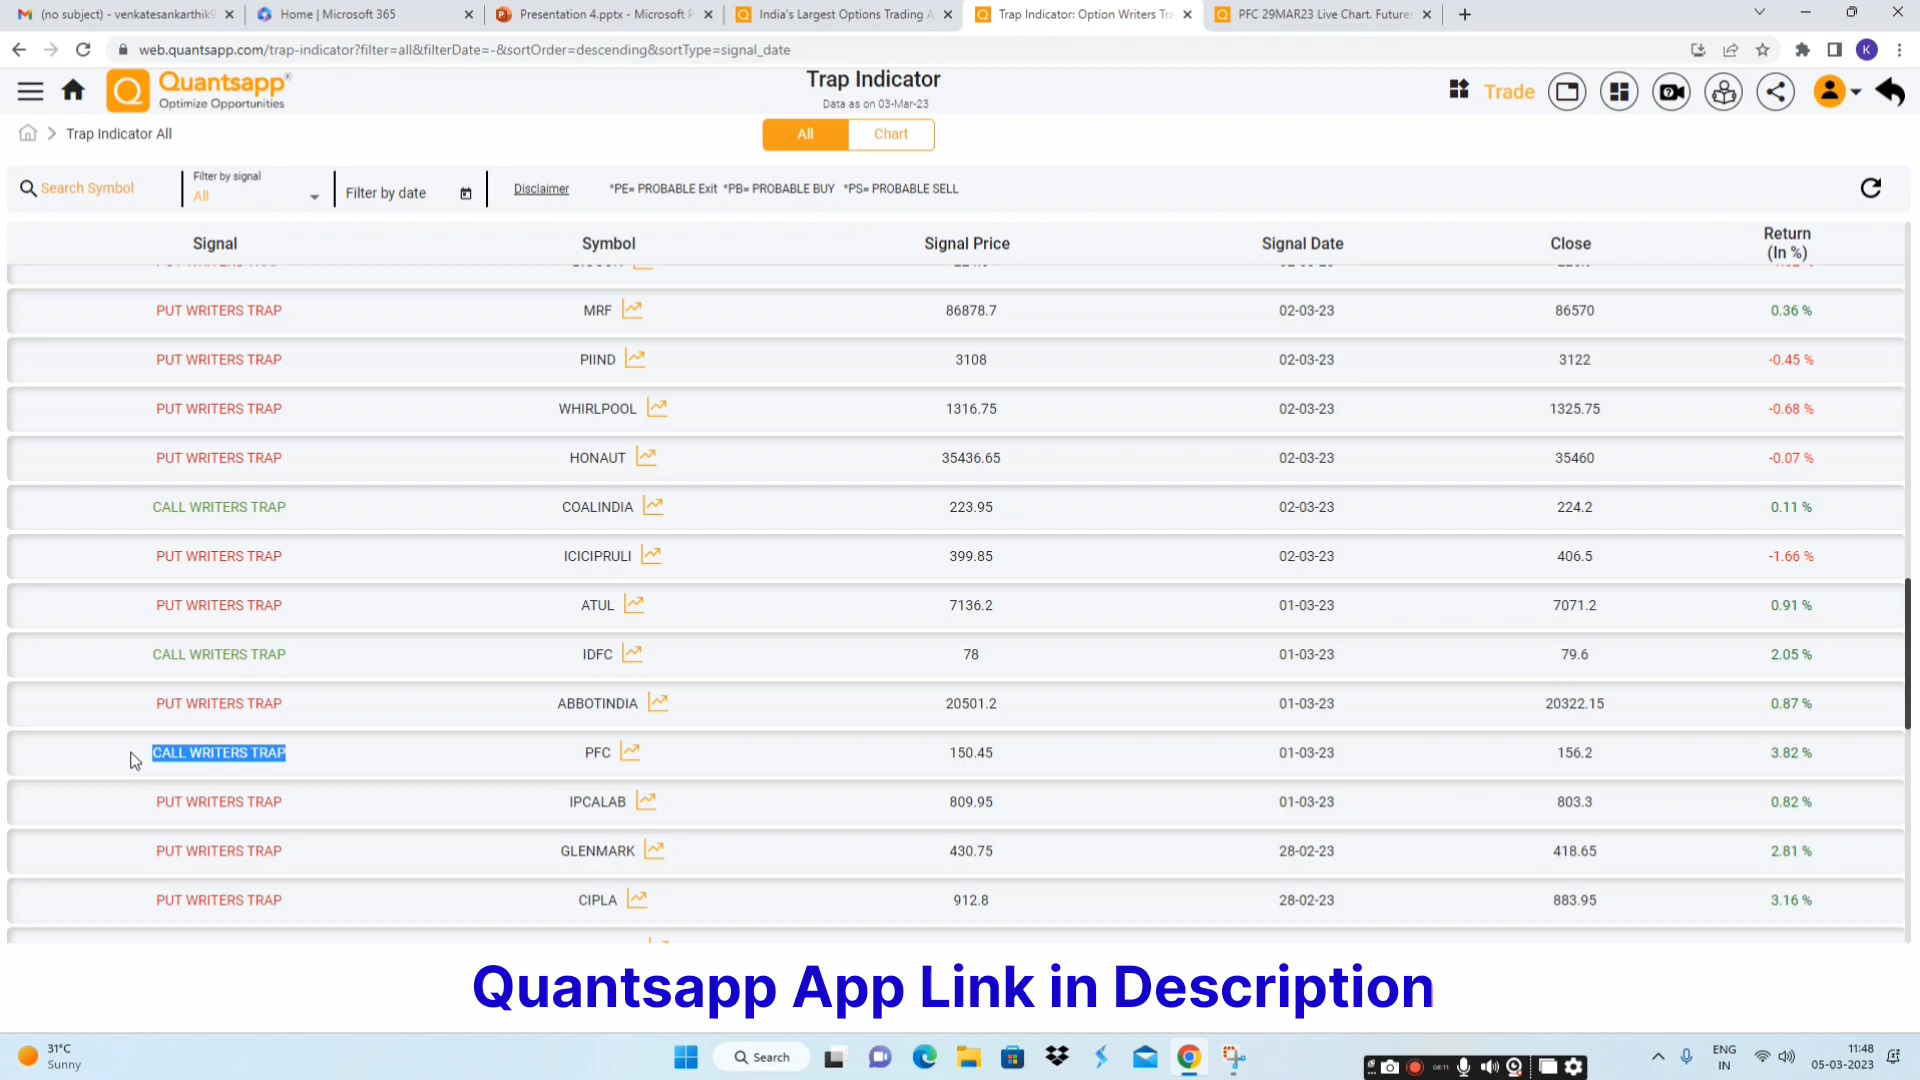 (no subject) - venkatesankarthik9
Home | Microsoft 365
Presentation 4.pptx - Microsoft P
India's Largest Options Trading A
Trap Indicator: Option Writers Tra
PFC 29MAR23 Live Chart. Future
web.quantsapp.com/trap-indicator?filter=all&filterDate=-&sortOrder=descending&sortType=signal_date
K
Quantsapp®
Optimize Opportunities
Trap Indicator
Data as on 03-Mar-23
Trade
Trap Indicator All
All Chart
Search Symbol
Filter by signal
All
Filter by date
Disclaimer
*PE= PROBABLE Exit *PB= PROBABLE BUY *PS= PROBABLE SELL
Signal Symbol Signal Price Signal Date Close Return (In %)
PUT WRITERS TRAP MRF 86878.7 02-03-23 86570 0.36 %
PUT WRITERS TRAP PIIND 3108 02-03-23 3122 -0.45 %
PUT WRITERS TRAP WHIRLPOOL 1316.75 02-03-23 1325.75 -0.68 %
PUT WRITERS TRAP HONAUT 35436.65 02-03-23 35460 -0.07 %
CALL WRITERS TRAP COALINDIA 223.95 02-03-23 224.2 0.11 %
PUT WRITERS TRAP ICICIPRULI 399.85 02-03-23 406.5 -1.66 %
PUT WRITERS TRAP ATUL 7136.2 01-03-23 7071.2 0.91 %
CALL WRITERS TRAP IDFC 78 01-03-23 79.6 2.05 %
PUT WRITERS TRAP ABBOTINDIA 20501.2 01-03-23 20322.15 0.87 %
CALL WRITERS TRAP PFC 150.45 01-03-23 156.2 3.82 %
PUT WRITERS TRAP IPCALAB 809.95 01-03-23 803.3 0.82 %
PUT WRITERS TRAP GLENMARK 430.75 28-02-23 418.65 2.81 %
PUT WRITERS TRAP CIPLA 912.8 28-02-23 883.95 3.16 %
Quantsapp App Link in Description
31°C
Sunny
Search
ENG
IN
11:48
05-03-2023